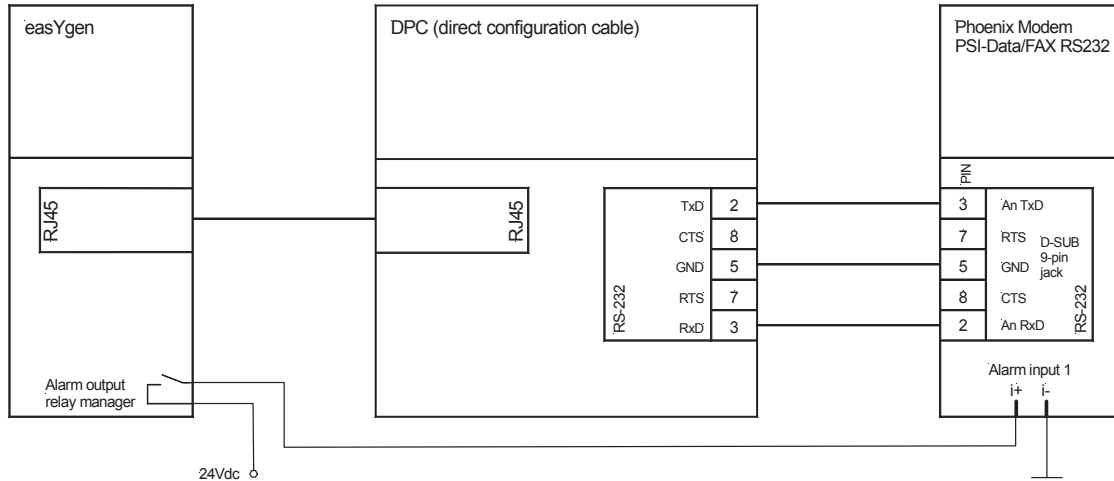 easYgen
DPC (direct configuration cable)
Phoenix Modem
PSI-Data/FAX RS232
RJ45
RJ45
RS-232
TxD 2
CTS 8
GND 5
RTS 7
RxD 3
PIN
3 An TxD
7 RTS
5 GND
8 CTS
2 An RxD
D-SUB
9-pin
jack
RS-232
Alarm output
relay manager
Alarm input 1
i+ i-
24Vdc